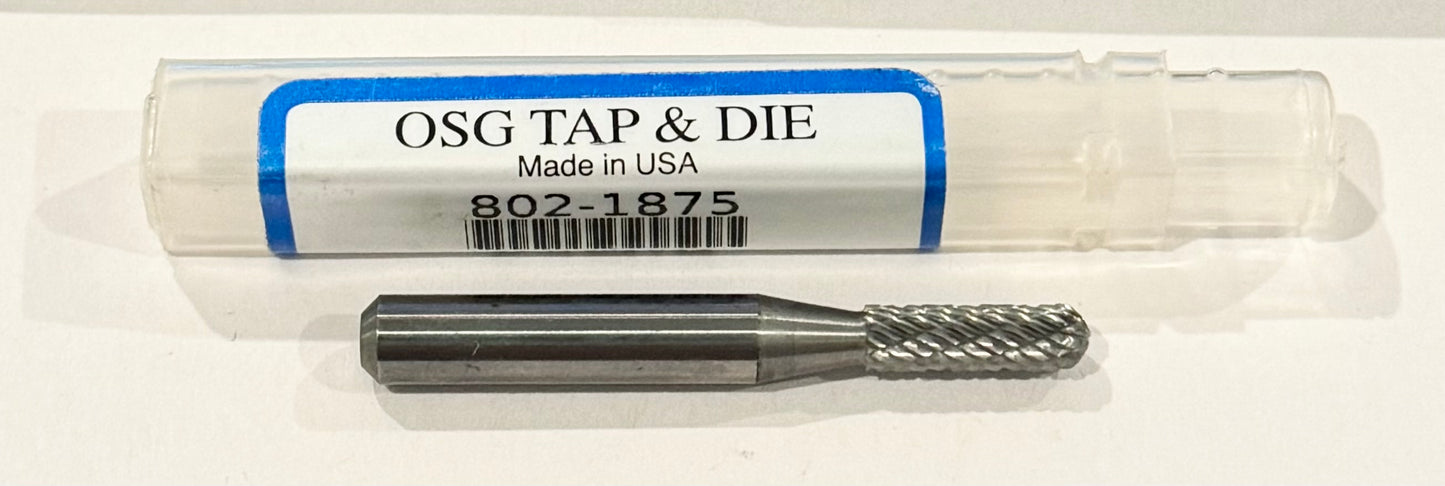 OSG TAP & DIE
Made in USA
802-1875